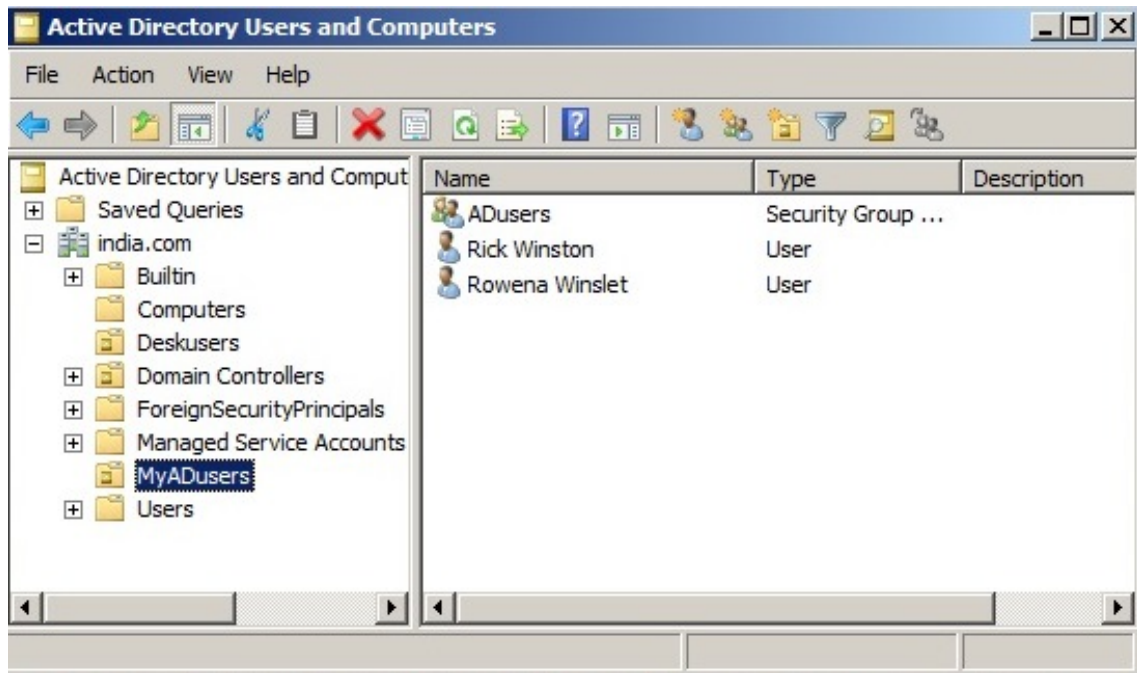 Active Directory Users and Computers
File Action View Help
Active Directory Users and Comput
Saved Queries
india.com
Builtin
Computers
Deskusers
Domain Controllers
ForeignSecurityPrincipals
Managed Service Accounts
MyADusers
Users
Name Type Description
ADusers Security Group ...
Rick Winston User
Rowena Winslet User